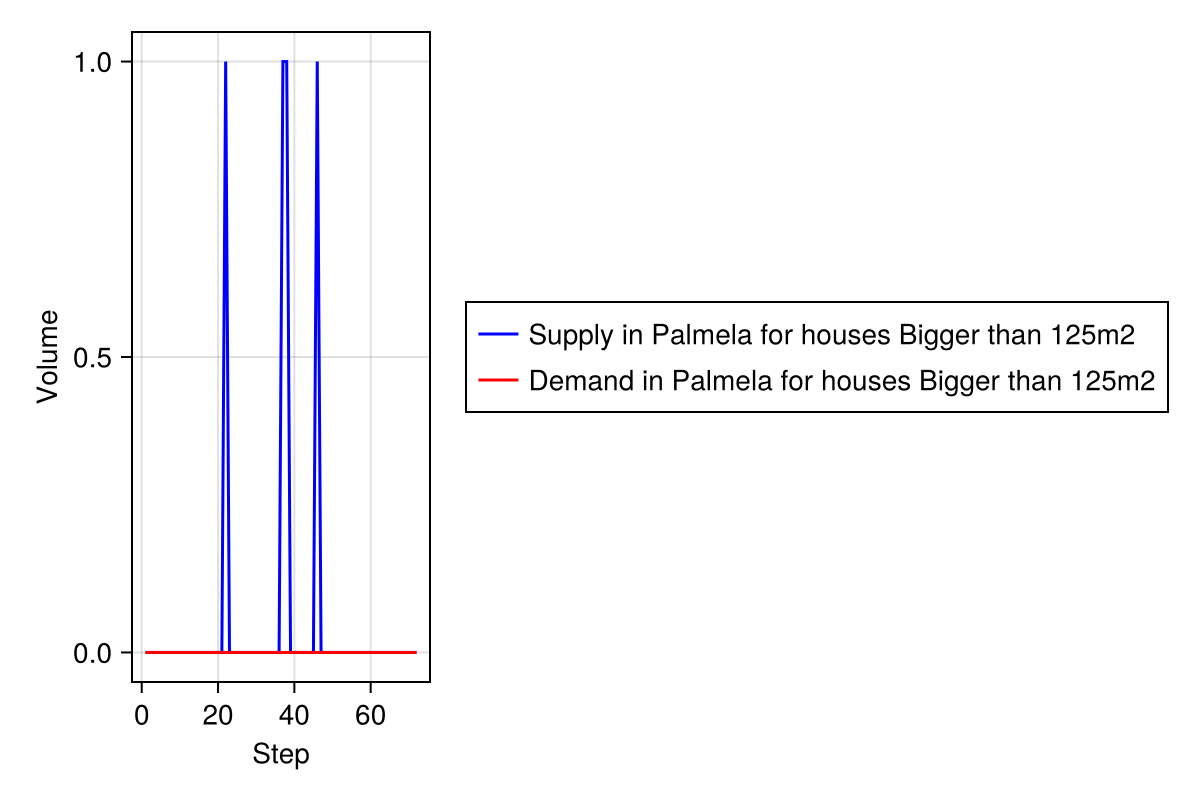 1.0
0.5
0.0
Volume
0 20 40 60
Step
Supply in Palmela for houses Bigger than 125m2
Demand in Palmela for houses Bigger than 125m2